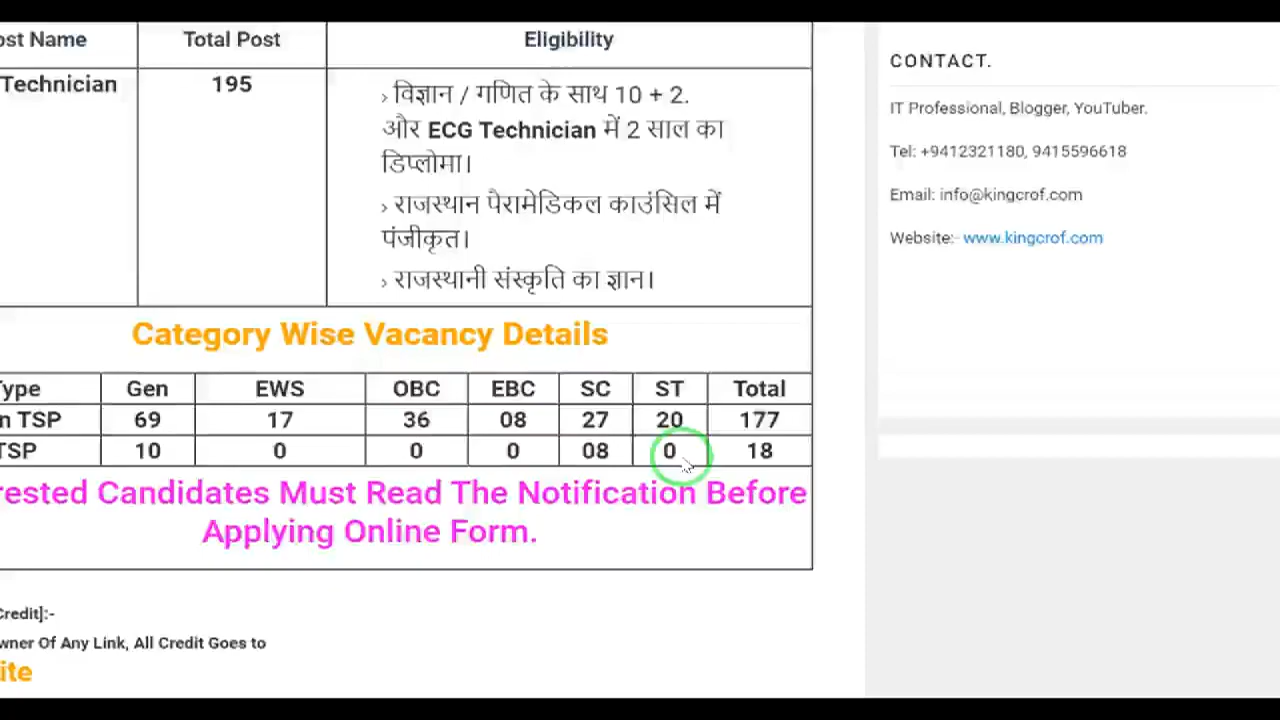 ost Name Total Post Eligibility
Technician 195
› विज्ञान / गणित के साथ 10 + 2.
और ECG Technician में 2 साल का
डिप्लोमा।
› राजस्थान पैरामेडिकल काउंसिल में
पंजीकृत।
› राजस्थानी संस्कृति का ज्ञान।
Category Wise Vacancy Details
ype Gen EWS OBC EBC SC ST Total
n TSP 69 17 36 08 27 20 177
TSP 10 0 0 0 08 0 18
rested Candidates Must Read The Notification Before
Applying Online Form.
Credit]:-
wner Of Any Link, All Credit Goes to
ite
CONTACT.
IT Professional, Blogger, YouTuber.
Tel: +9412321180, 9415596618
Email: info@kingcrof.com
Website:- www.kingcrof.com